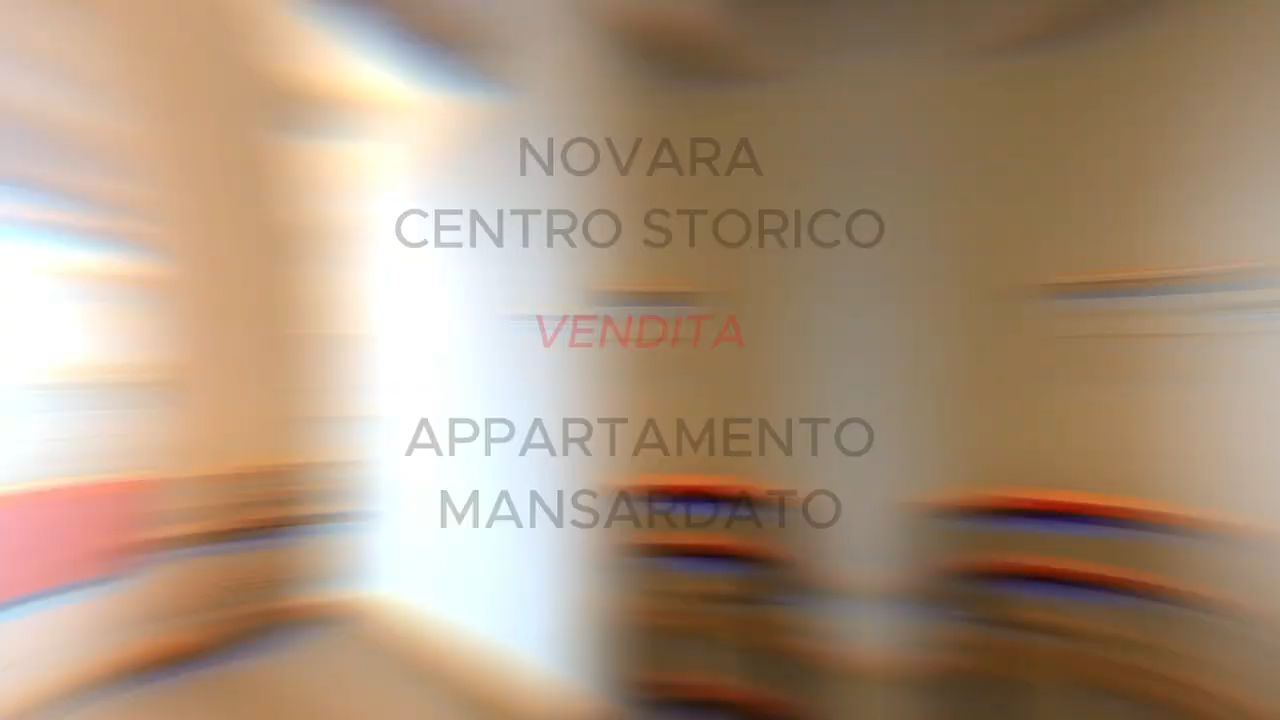 NOVARA
CENTRO STORICO
VENDITA
APPARTAMENTO
MANSARDATO